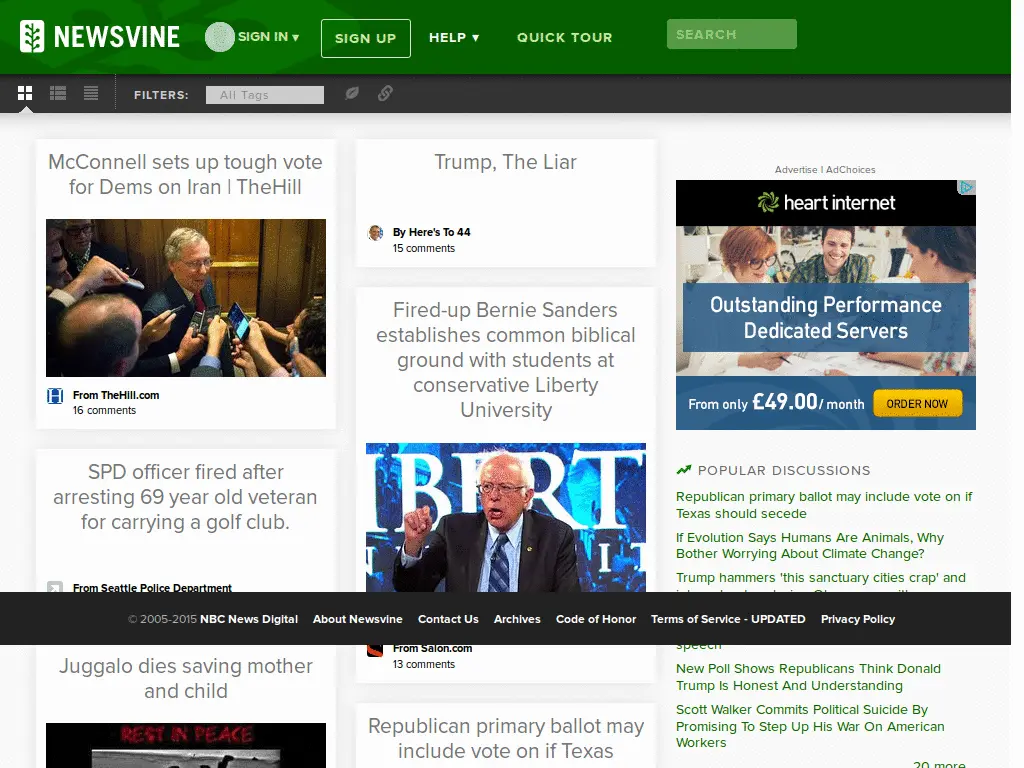 NEWSVINE
SIGN IN ▾
SIGN UP
HELP ▾
QUICK TOUR
SEARCH
FILTERS:
All Tags
McConnell sets up tough vote
for Dems on Iran | TheHill
From TheHill.com
16 comments
SPD officer fired after
arresting 69 year old veteran
for carrying a golf club.
From Seattle Police Department
Juggalo dies saving mother
and child
REST IN PEACE
Trump, The Liar
By Here's To 44
15 comments
Fired-up Bernie Sanders
establishes common biblical
ground with students at
conservative Liberty
University
From Salon.com
13 comments
Republican primary ballot may
include vote on if Texas
Advertise | AdChoices
heart internet
Outstanding Performance
Dedicated Servers
From only £49.00/ month
ORDER NOW
POPULAR DISCUSSIONS
Republican primary ballot may include vote on if
Texas should secede
If Evolution Says Humans Are Animals, Why
Bother Worrying About Climate Change?
Trump hammers 'this sanctuary cities crap' and
speech
New Poll Shows Republicans Think Donald
Trump Is Honest And Understanding
Scott Walker Commits Political Suicide By
Promising To Step Up His War On American
Workers
20 more
© 2005-2015 NBC News Digital
About Newsvine
Contact Us
Archives
Code of Honor
Terms of Service - UPDATED
Privacy Policy